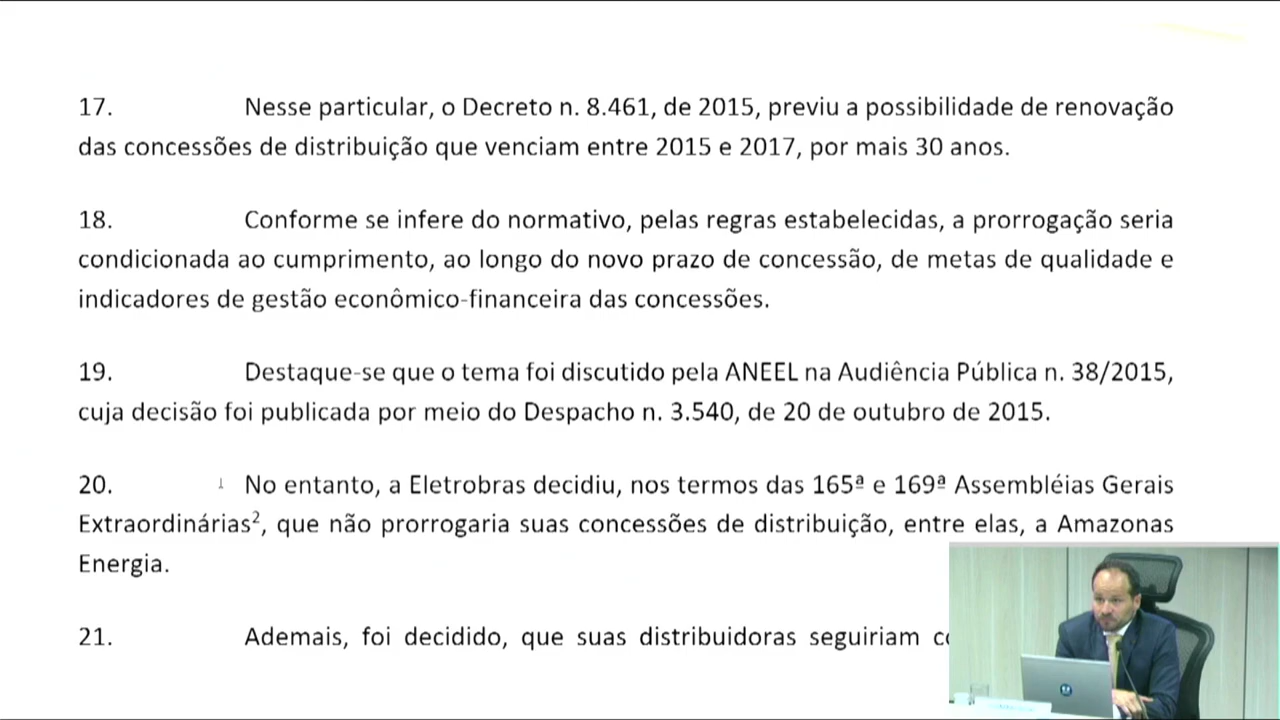 17. Nesse particular, o Decreto n. 8.461, de 2015, previu a possibilidade de renovação
das concessões de distribuição que venciam entre 2015 e 2017, por mais 30 anos.
18. Conforme se infere do normativo, pelas regras estabelecidas, a prorrogação seria
condicionada ao cumprimento, ao longo do novo prazo de concessão, de metas de qualidade e
indicadores de gestão econômico-financeira das concessões.
19. Destaque-se que o tema foi discutido pela ANEEL na Audiência Pública n. 38/2015,
cuja decisão foi publicada por meio do Despacho n. 3.540, de 20 de outubro de 2015.
20. No entanto, a Eletrobras decidiu, nos termos das 165ª e 169ª Assembléias Gerais
Extraordinárias², que não prorrogaria suas concessões de distribuição, entre elas, a Amazonas
Energia.
21. Ademais, foi decidido, que suas distribuidoras seguiriam